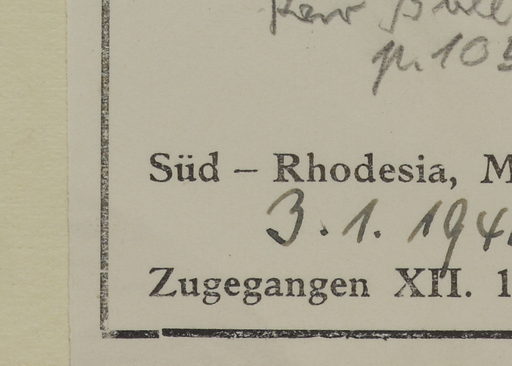 Kew Bull
p. 105
Süd – Rhodesia, M
3. 1. 194
Zugegangen XII. 1